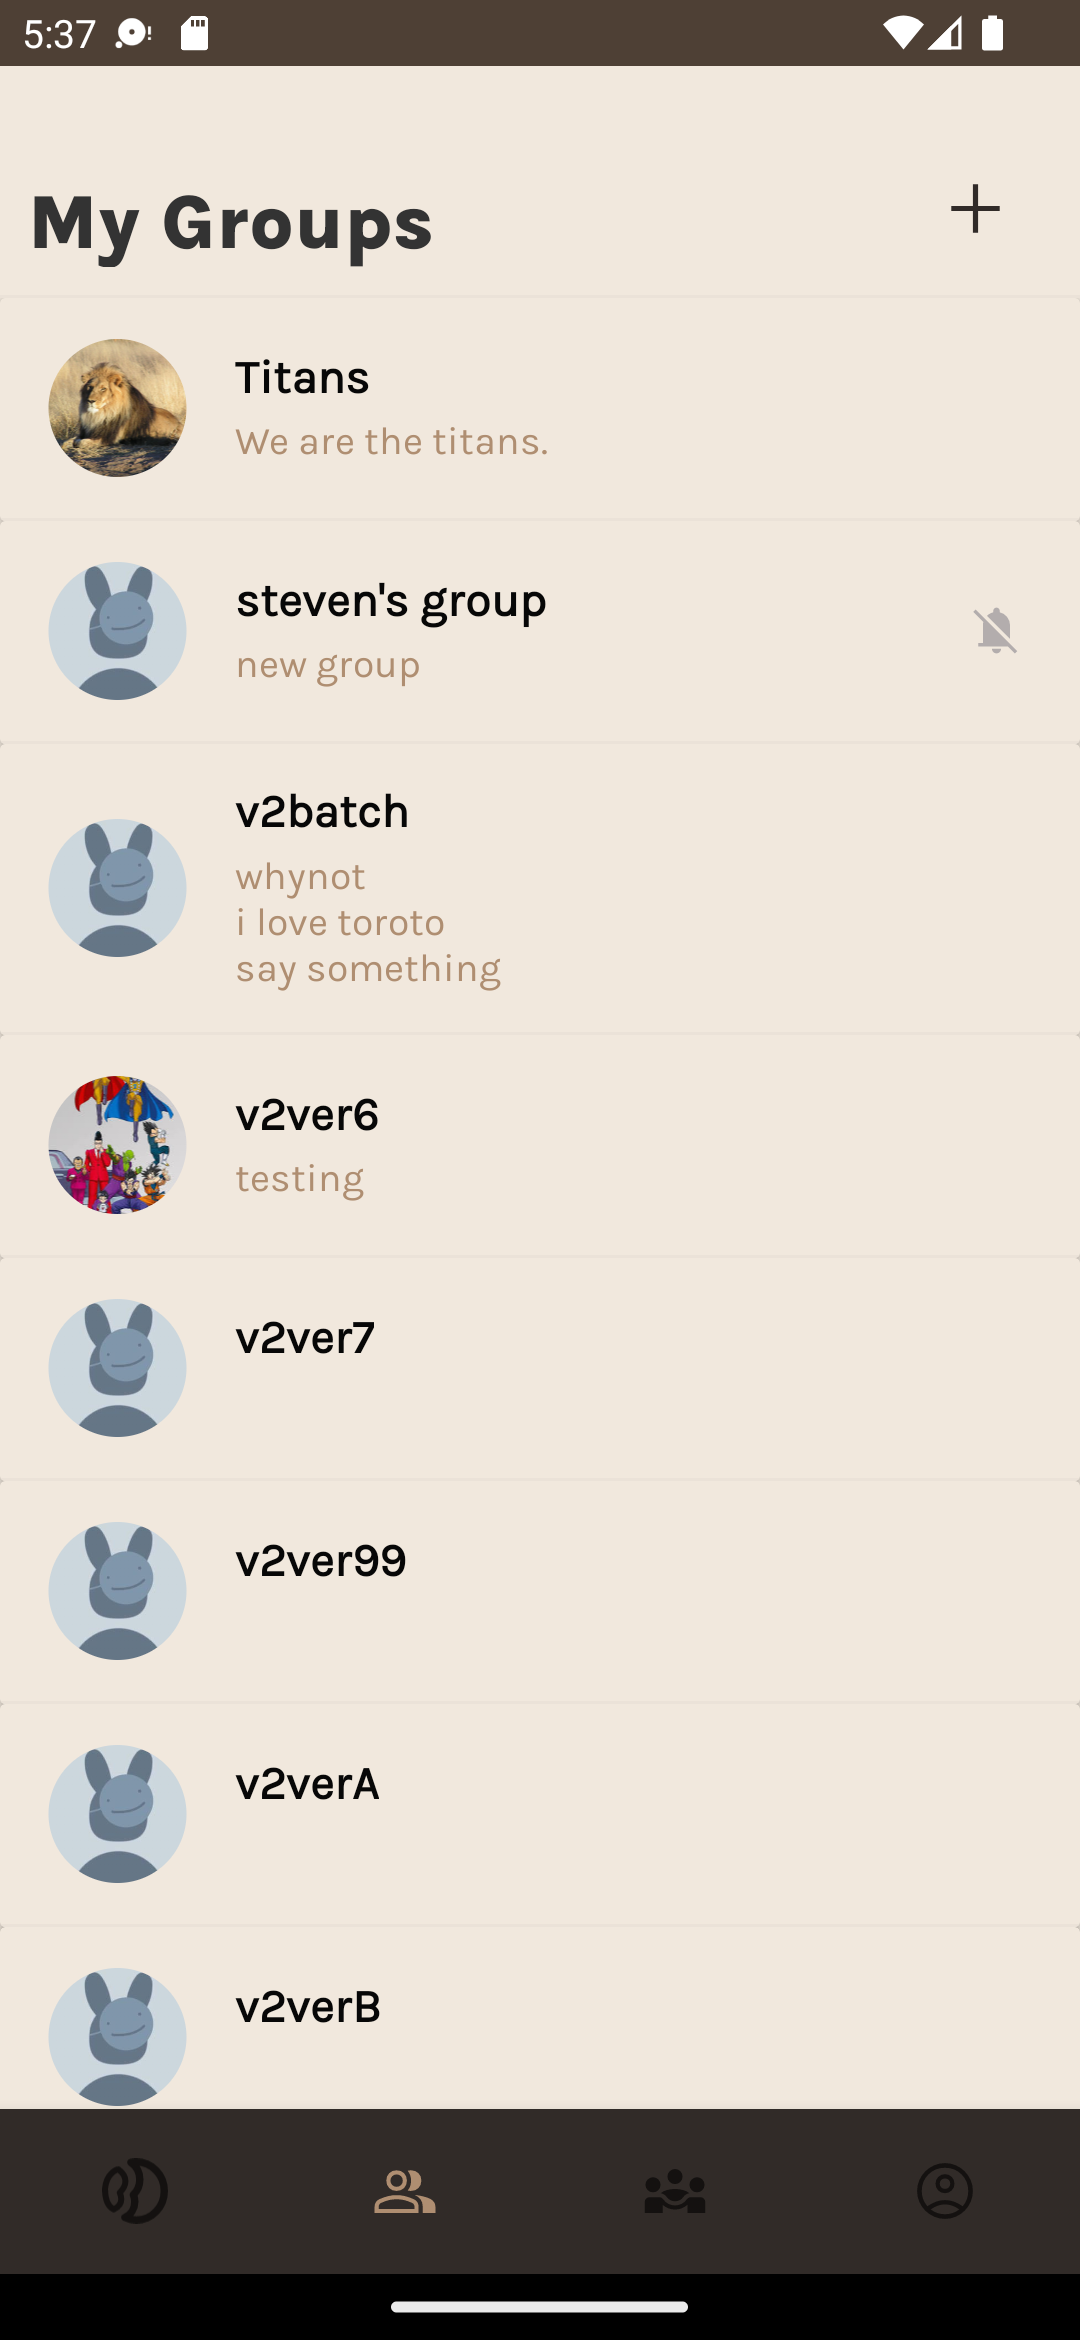 5:37
My Groups
Titans
We are the titans.
steven's group
new group
v2batch
whynot
i love toroto
say something
v2ver6
testing
v2ver7
v2ver99
v2verA
v2verB